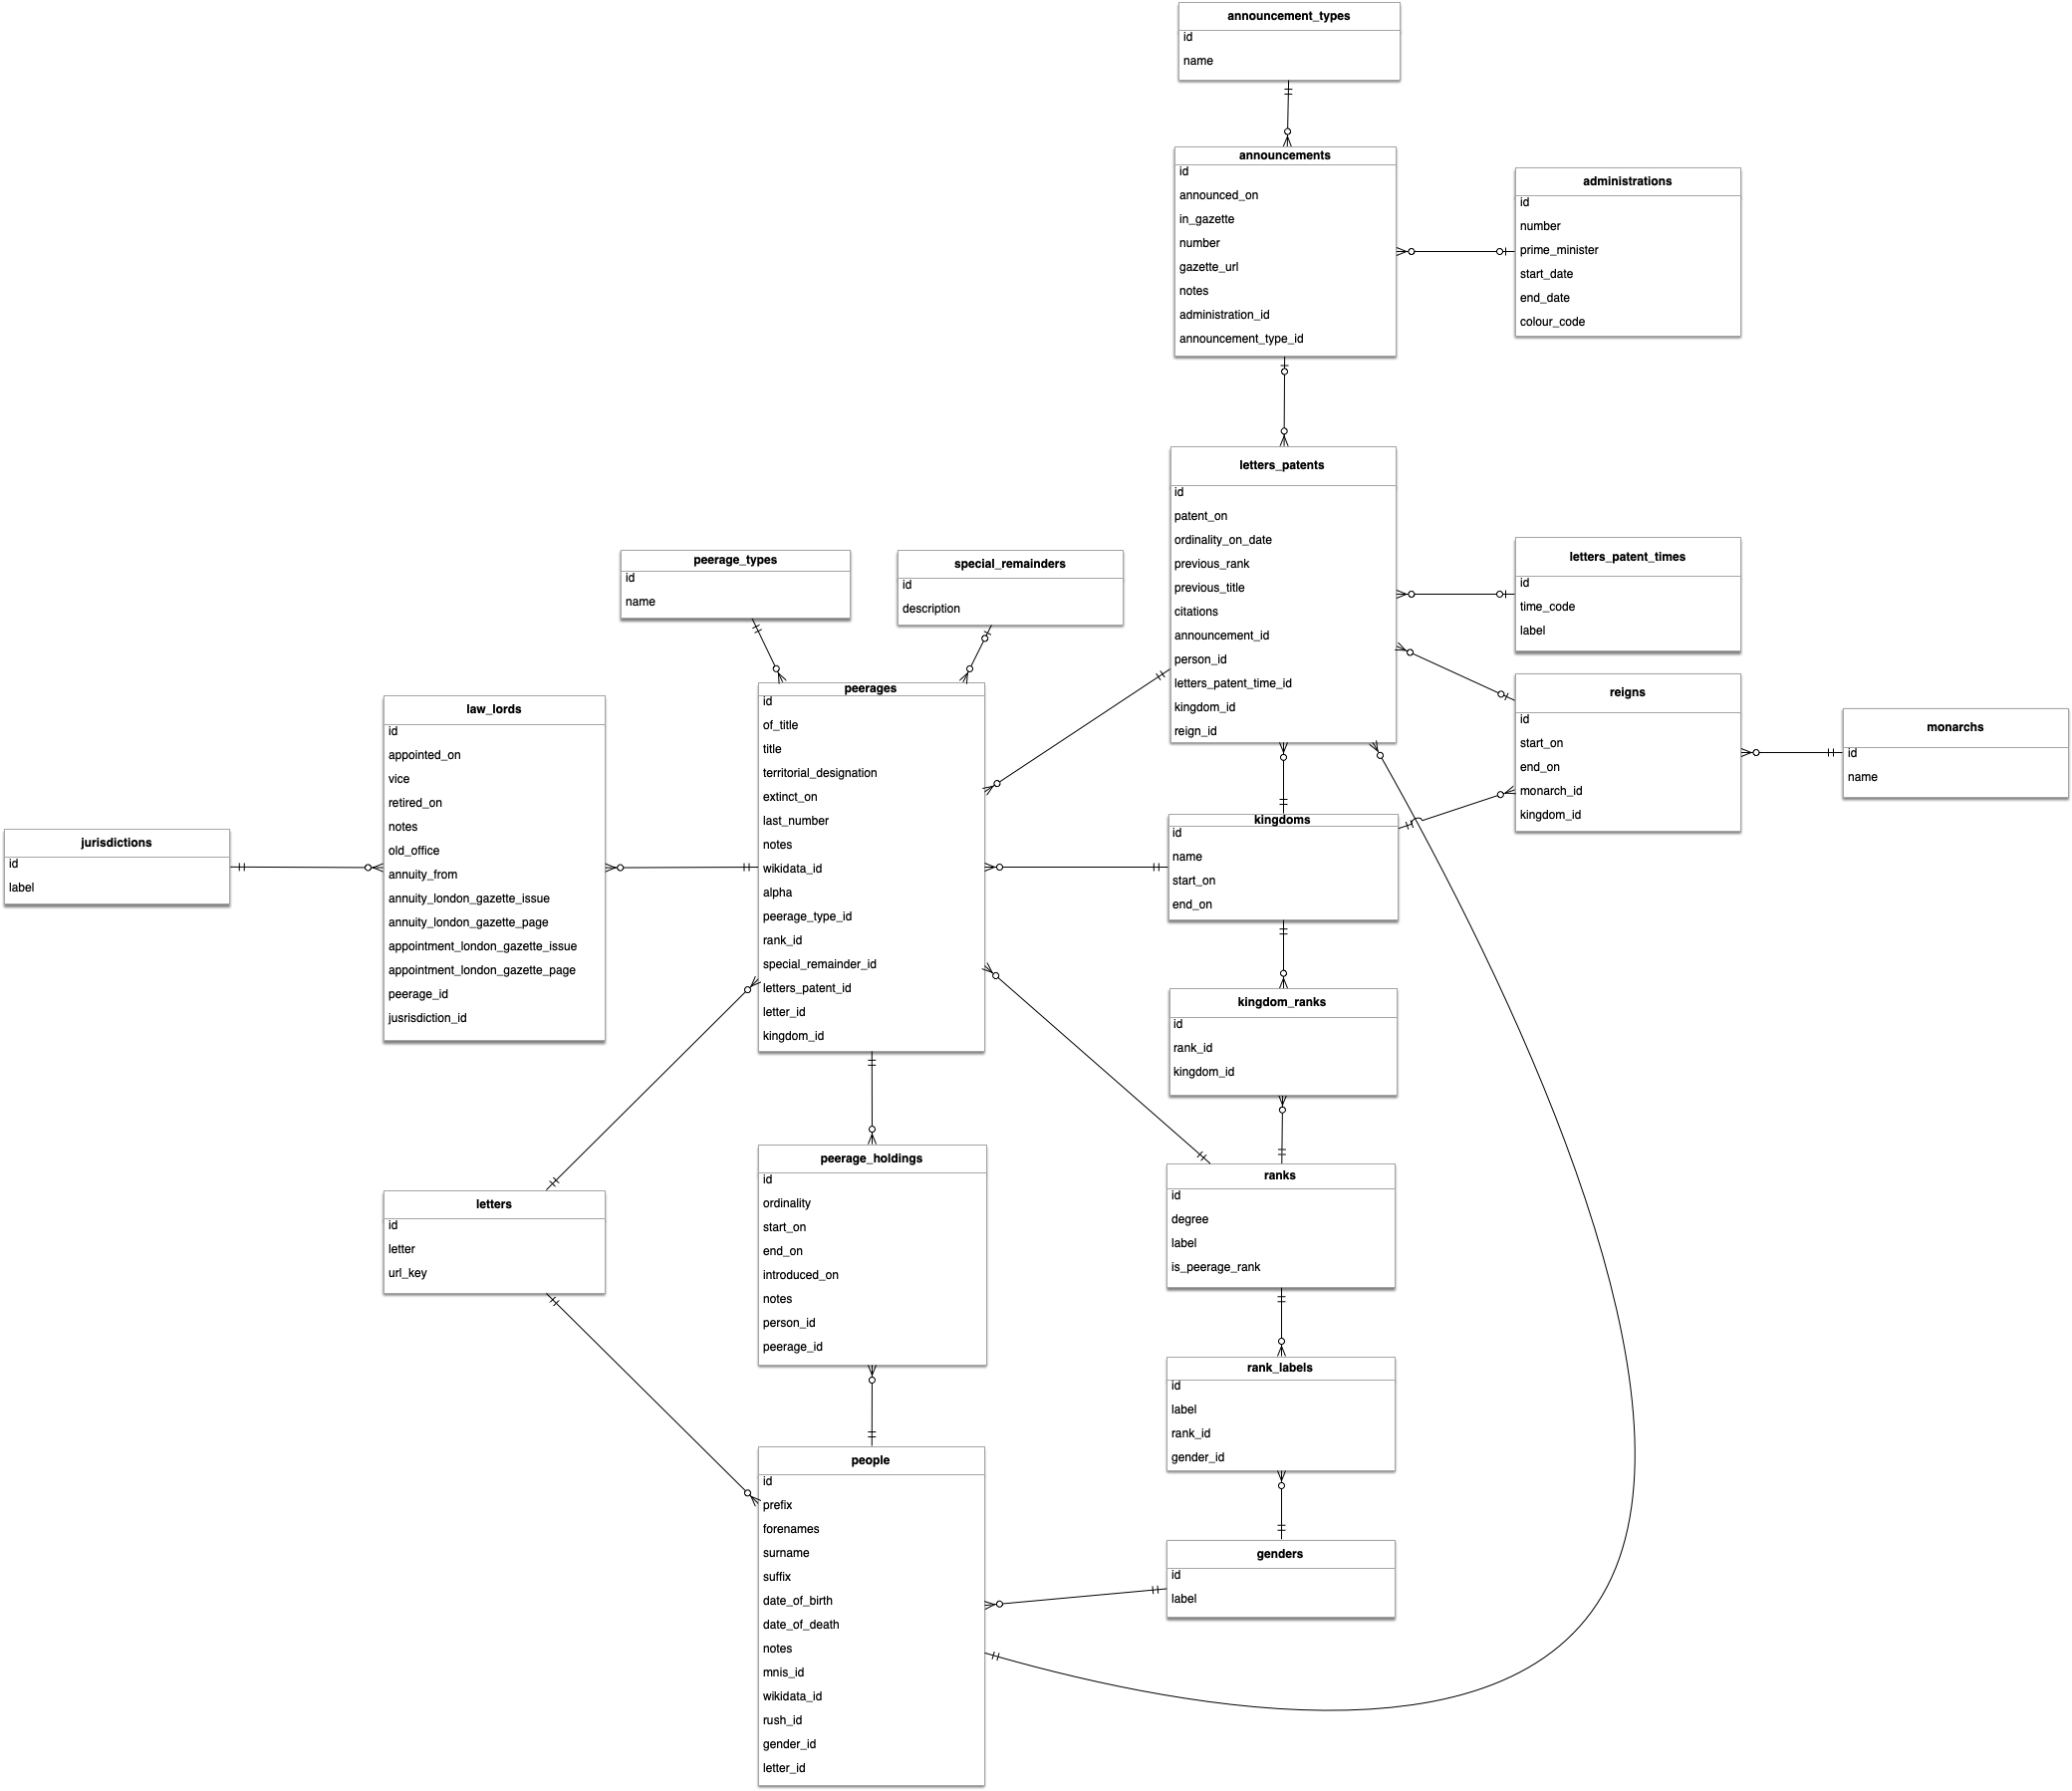 announcement_types
id
name
announcements
id
announced_on
in_gazette
number
gazette_url
notes
administration_id
announcement_type_id
administrations
id
number
prime_minister
start_date
end_date
colour_code
letters_patents
id
patent_on
ordinality_on_date
previous_rank
previous_title
citations
announcement_id
person_id
letters_patent_time_id
kingdom_id
reign_id
letters_patent_times
id
time_code
label
peerage_types
id
name
special_remainders
id
description
reigns
id
start_on
end_on
monarch_id
kingdom_id
monarchs
id
name
peerages
id
of_title
title
territorial_designation
extinct_on
last_number
notes
wikidata_id
alpha
peerage_type_id
rank_id
special_remainder_id
letters_patent_id
letter_id
kingdom_id
law_lords
id
appointed_on
vice
retired_on
notes
old_office
annuity_from
annuity_london_gazette_issue
annuity_london_gazette_page
appointment_london_gazette_issue
appointment_london_gazette_page
peerage_id
jusrisdiction_id
jurisdictions
id
label
kingdoms
id
name
start_on
end_on
kingdom_ranks
id
rank_id
kingdom_id
peerage_holdings
id
ordinality
start_on
end_on
introduced_on
notes
person_id
peerage_id
ranks
id
degree
label
is_peerage_rank
letters
id
letter
url_key
rank_labels
id
label
rank_id
gender_id
people
id
prefix
forenames
surname
suffix
date_of_birth
date_of_death
notes
mnis_id
wikidata_id
rush_id
gender_id
letter_id
genders
id
label